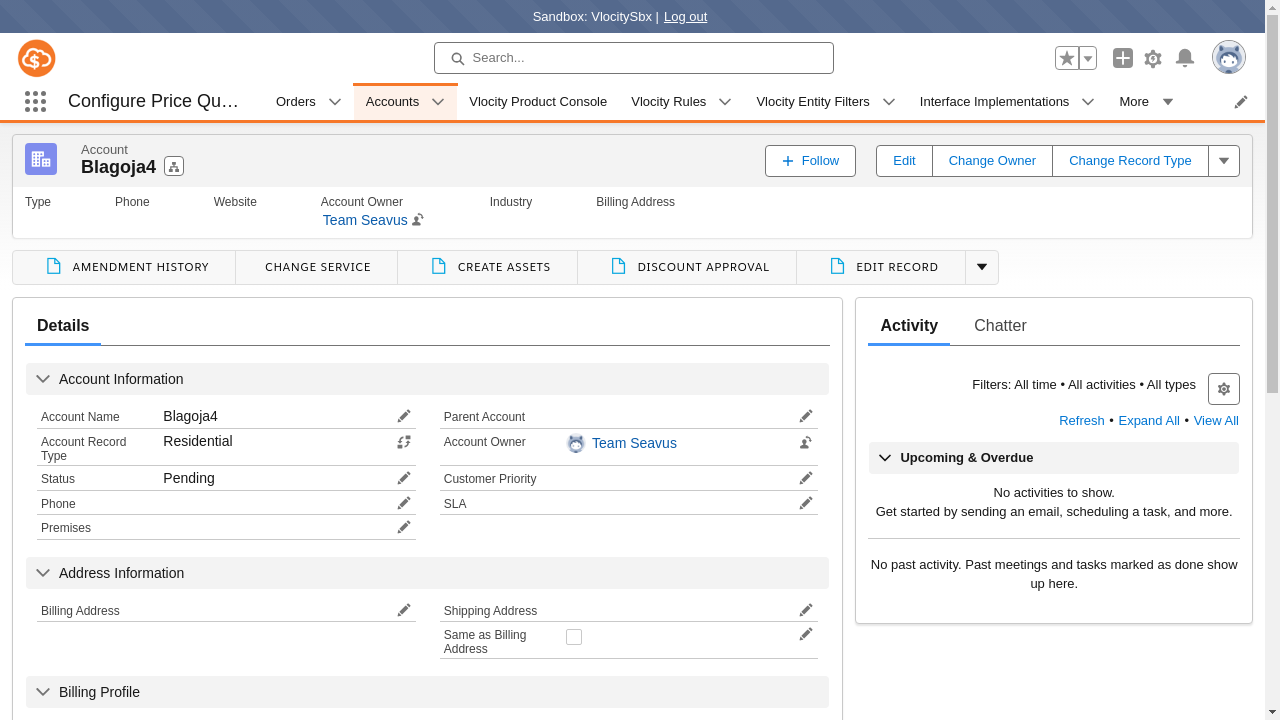 Sandbox: VlocitySbx | Log out
Search...
Configure Price Qu…
Orders
Accounts
Vlocity Product Console
Vlocity Rules
Vlocity Entity Filters
Interface Implementations
More
Account
Blagoja4
Follow
Edit
Change Owner
Change Record Type
Type
Phone
Website
Account Owner
Industry
Billing Address
Team Seavus
AMENDMENT HISTORY
CHANGE SERVICE
CREATE ASSETS
DISCOUNT APPROVAL
EDIT RECORD
Details
Account Information
Account Name
Blagoja4
Parent Account
Account Record
Type
Residential
Account Owner
Team Seavus
Status
Pending
Customer Priority
Phone
SLA
Premises
Address Information
Billing Address
Shipping Address
Same as Billing
Address
Billing Profile
Activity
Chatter
Filters: All time • All activities • All types
Refresh • Expand All • View All
Upcoming & Overdue
No activities to show.
Get started by sending an email, scheduling a task, and more.
No past activity. Past meetings and tasks marked as done show
up here.